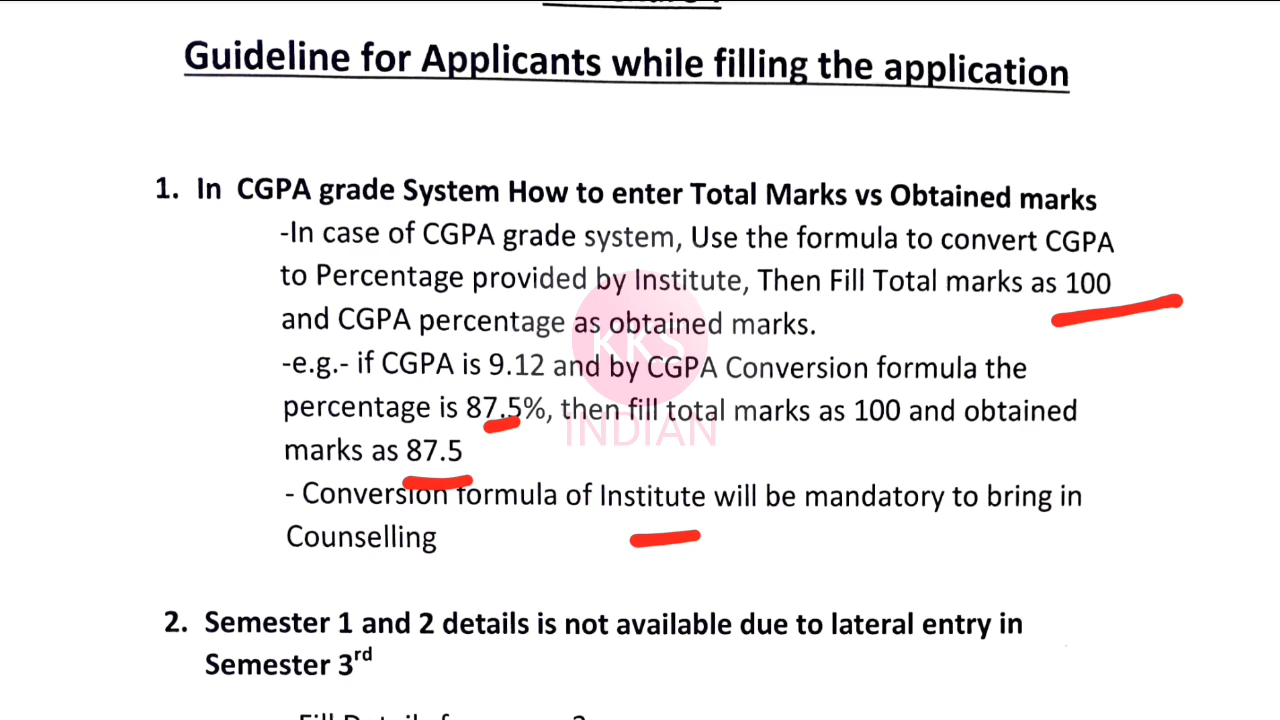 Guideline for Applicants while filling the application
1. In CGPA grade System How to enter Total Marks vs Obtained marks
-In case of CGPA grade system, Use the formula to convert CGPA
to Percentage provided by Institute, Then Fill Total marks as 100
and CGPA percentage as obtained marks.
-e.g.- if CGPA is 9.12 and by CGPA Conversion formula the
percentage is 87.5%, then fill total marks as 100 and obtained
marks as 87.5
- Conversion formula of Institute will be mandatory to bring in
Counselling
KKS
INDIAN
2. Semester 1 and 2 details is not available due to lateral entry in
Semester 3rd